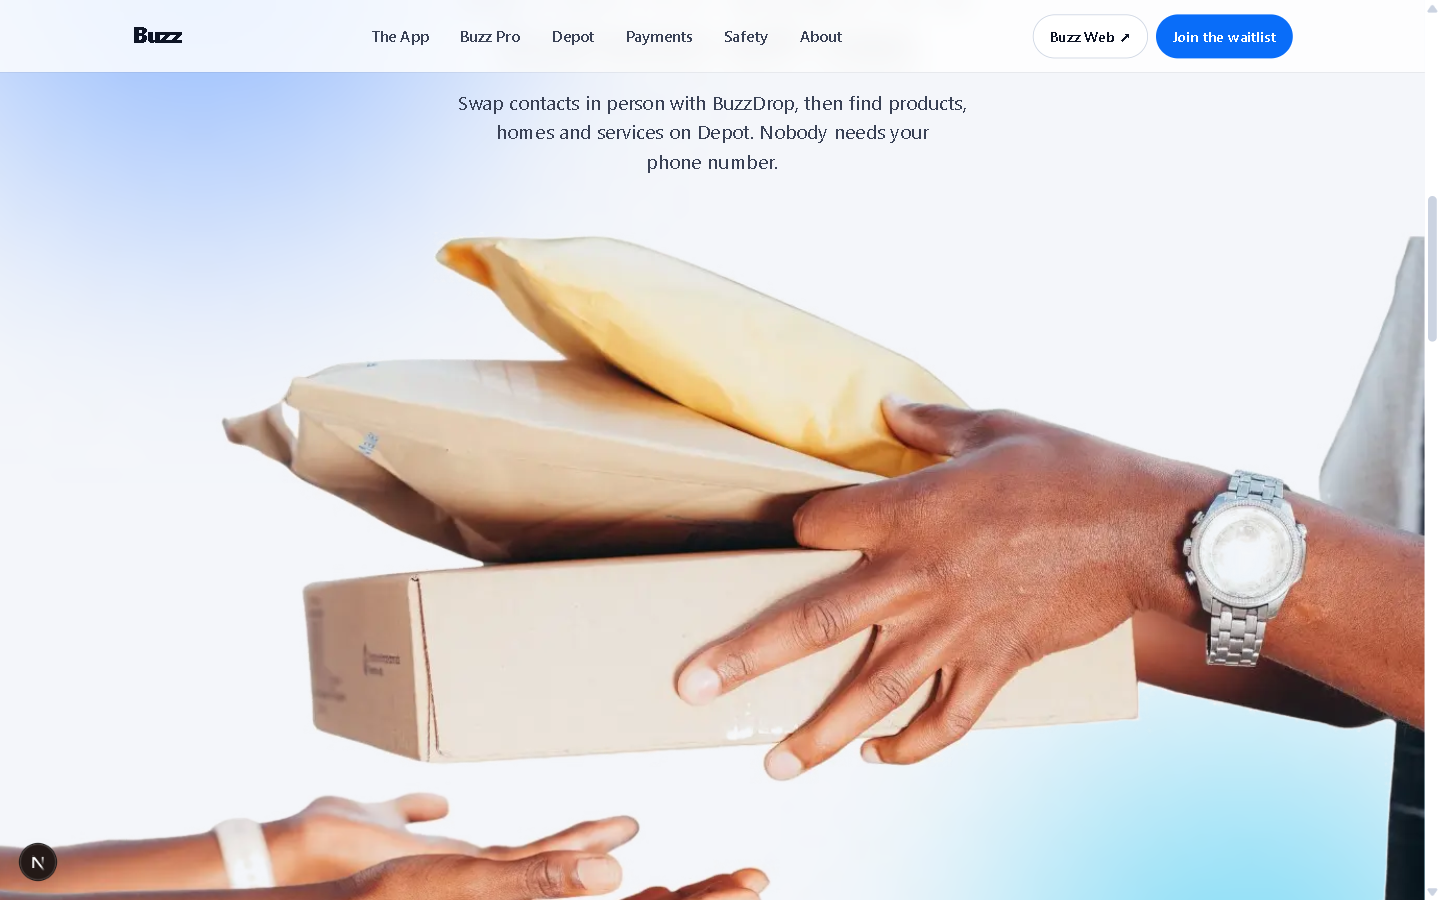 Buzz
The App
Buzz Pro
Depot
Payments
Safety
About
Buzz Web ↗
Join the waitlist
Swap contacts in person with BuzzDrop, then find products,
homes and services on Depot. Nobody needs your
phone number.
N